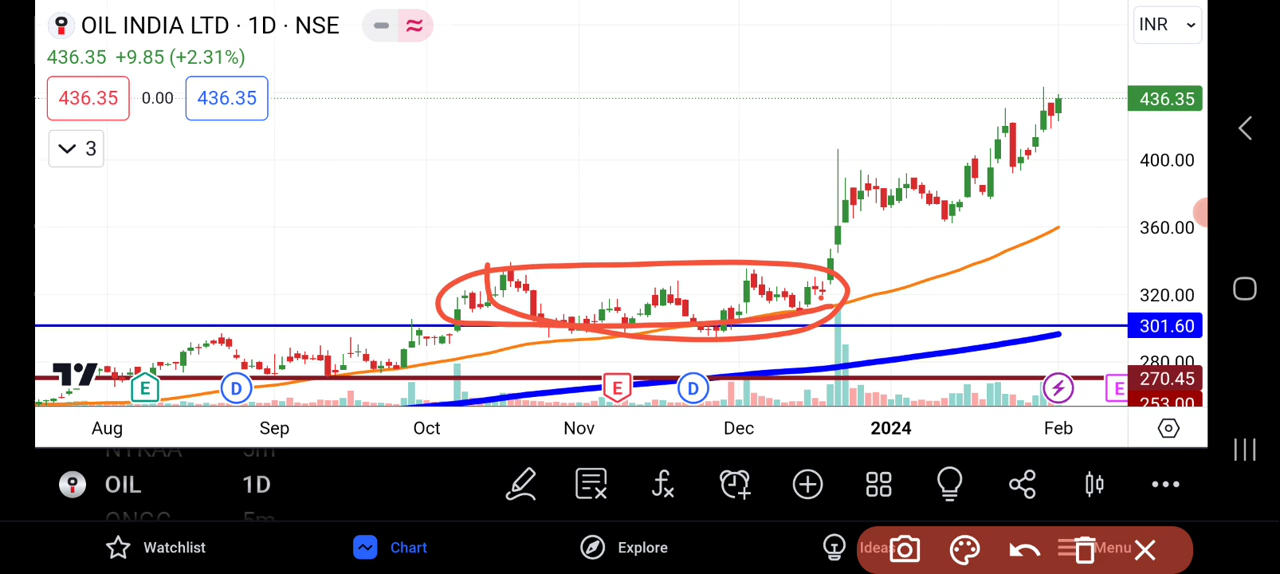 OIL INDIA LTD · 1D · NSE
INR
436.35 +9.85 (+2.31%)
436.35 0.00 436.35
436.35
3
400.00
360.00
320.00
301.60
280.00
270.45
253.00
E D E D E
Aug Sep Oct Nov Dec 2024 Feb
OIL 1D
ONGC 5m
Watchlist Chart Explore Ideas Menu